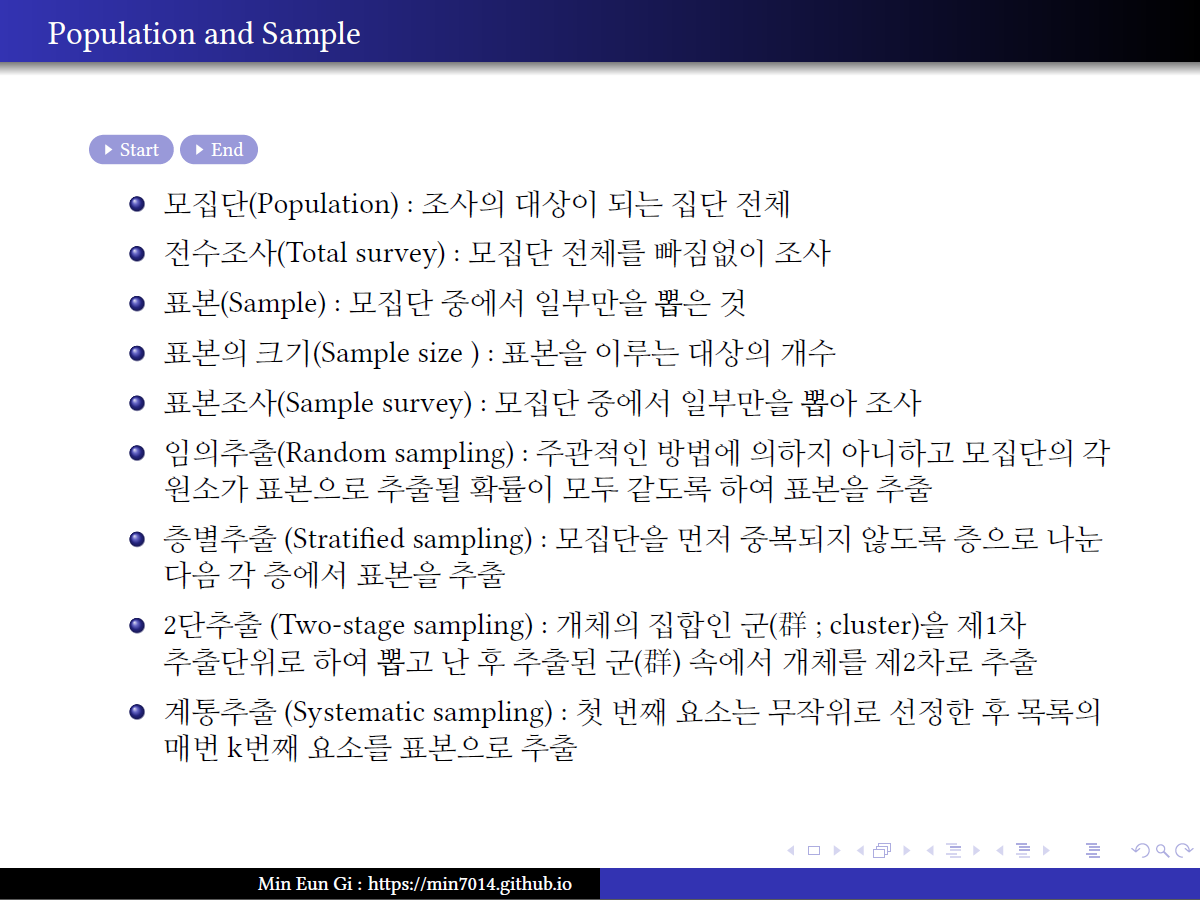 Population and Sample
Start End
모집단(Population) : 조사의 대상이 되는 집단 전체
전수조사(Total survey) : 모집단 전체를 빠짐없이 조사
표본(Sample) : 모집단 중에서 일부만을 뽑은 것
표본의 크기(Sample size ) : 표본을 이루는 대상의 개수
표본조사(Sample survey) : 모집단 중에서 일부만을 뽑아 조사
임의추출(Random sampling) : 주관적인 방법에 의하지 아니하고 모집단의 각
원소가 표본으로 추출될 확률이 모두 같도록 하여 표본을 추출
층별추출 (Stratified sampling) : 모집단을 먼저 중복되지 않도록 층으로 나눈
다음 각 층에서 표본을 추출
2단추출 (Two-stage sampling) : 개체의 집합인 군(群 ; cluster)을 제1차
추출단위로 하여 뽑고 난 후 추출된 군(群) 속에서 개체를 제2차로 추출
계통추출 (Systematic sampling) : 첫 번째 요소는 무작위로 선정한 후 목록의
매번 k번째 요소를 표본으로 추출
Min Eun Gi : https://min7014.github.io